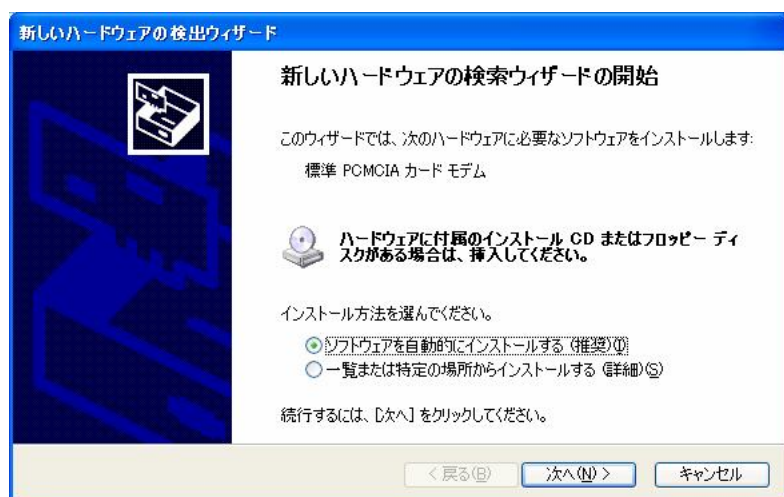 新しいハードウェアの検出ウィザード
新しいハードウェアの検索ウィザードの開始
このウィザードでは、次のハードウェアに必要なソフトウェアをインストールします:
標準 PCMCIA カード モデム
ハードウェアに付属のインストール CD またはフロッピー ディ
スクがある場合は、挿入してください。
インストール方法を選んでください。
ソフトウェアを自動的にインストールする (推奨)(I)
一覧または特定の場所からインストールする (詳細)(S)
続行するには、[次へ] をクリックしてください。
< 戻る(B) 次へ(N) > キャンセル